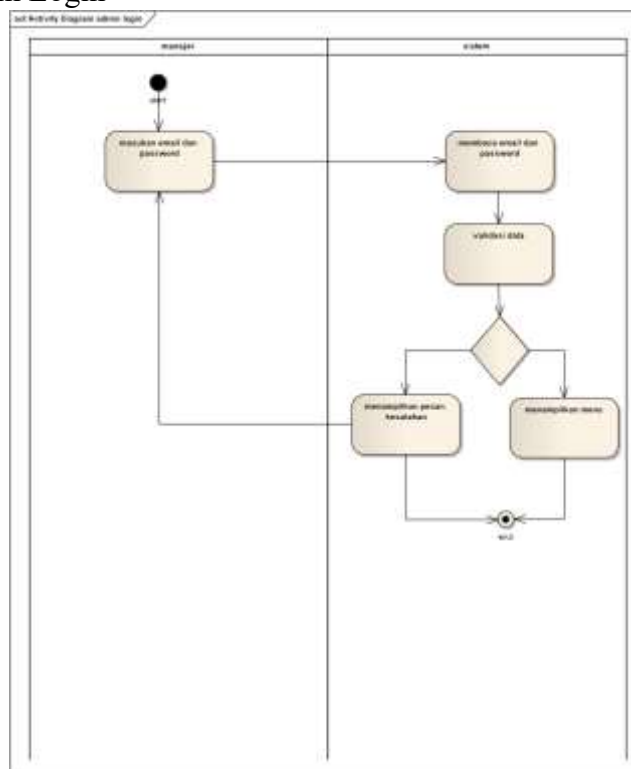 Login
act Activity Diagram admin login
manajer
sistem
start
masukan email dan
password
membaca email dan
password
validasi data
menampilkan pesan
kesalahan
menampilkan menu
end